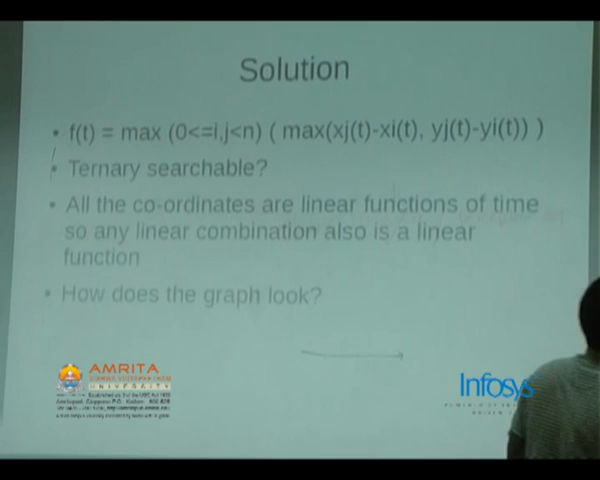 Solution
• f(t) = max (0<=i,j<n) ( max(xj(t)-xi(t), yj(t)-yi(t)) )
• Ternary searchable?
• All the co-ordinates are linear functions of time
so any linear combination also is a linear
function
• How does the graph look?
AMRITA
UNIVERSITY
Infosys